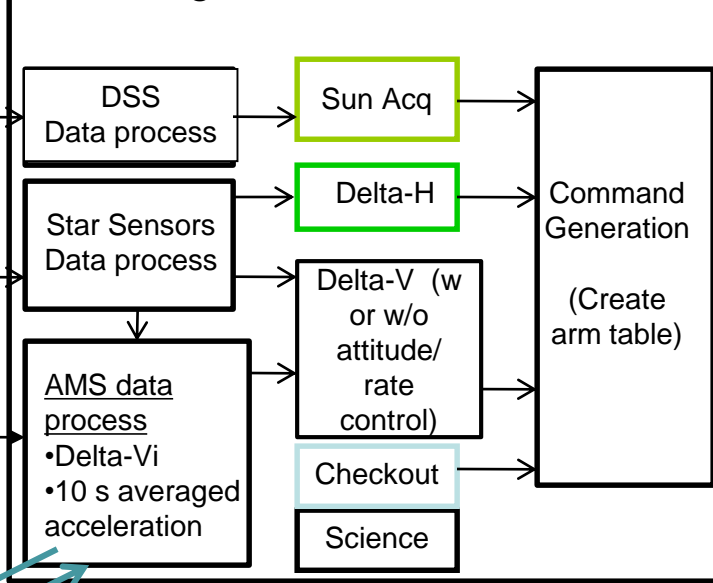 DSS
Data process
Sun Acq
Star Sensors
Data process
Delta-H
Delta-V (w
or w/o
attitude/
rate
control)
Command
Generation
(Create
arm table)
AMS data
process
•Delta-Vi
•10 s averaged
acceleration
Checkout
Science